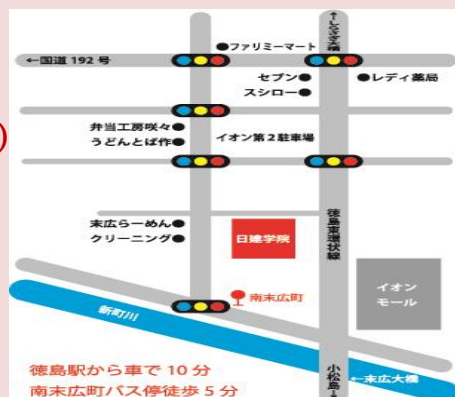 ←しらさぎ大橋
●ファミリーマート
←国道 192 号
セブン●
●レディ薬局
スシロー●
弁当工房咲々●
うどんとば作●
イオン第2駐車場
末広らーめん●
クリーニング●
日建学院
徳島東環状線
イオン
モール
南末広町
新町川
小松島→
←末広大橋
徳島駅から車で 10 分
南末広町バス停徒歩 5 分